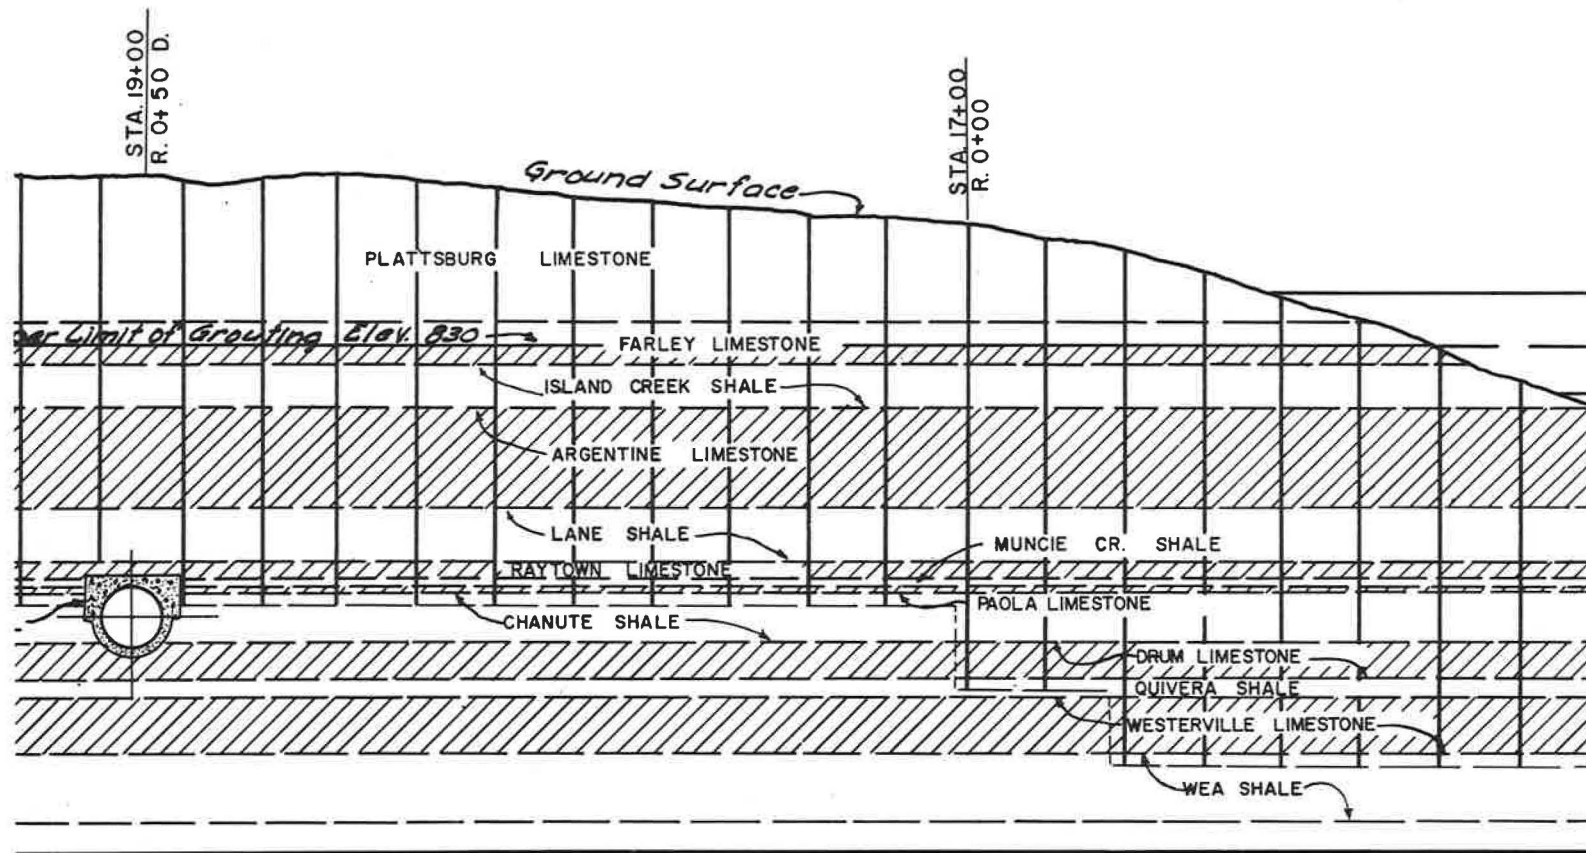 STA. 19+00
R. 0+50 D.
STA. 17+00
R. 0+00
Ground Surface
PLATTSBURG LIMESTONE
per Limit of Grouting Elev. 830
FARLEY LIMESTONE
ISLAND CREEK SHALE
ARGENTINE LIMESTONE
LANE SHALE
MUNCIE CR. SHALE
RAYTOWN LIMESTONE
PAOLA LIMESTONE
CHANUTE SHALE
DRUM LIMESTONE
QUIVERA SHALE
WESTERVILLE LIMESTONE
WEA SHALE